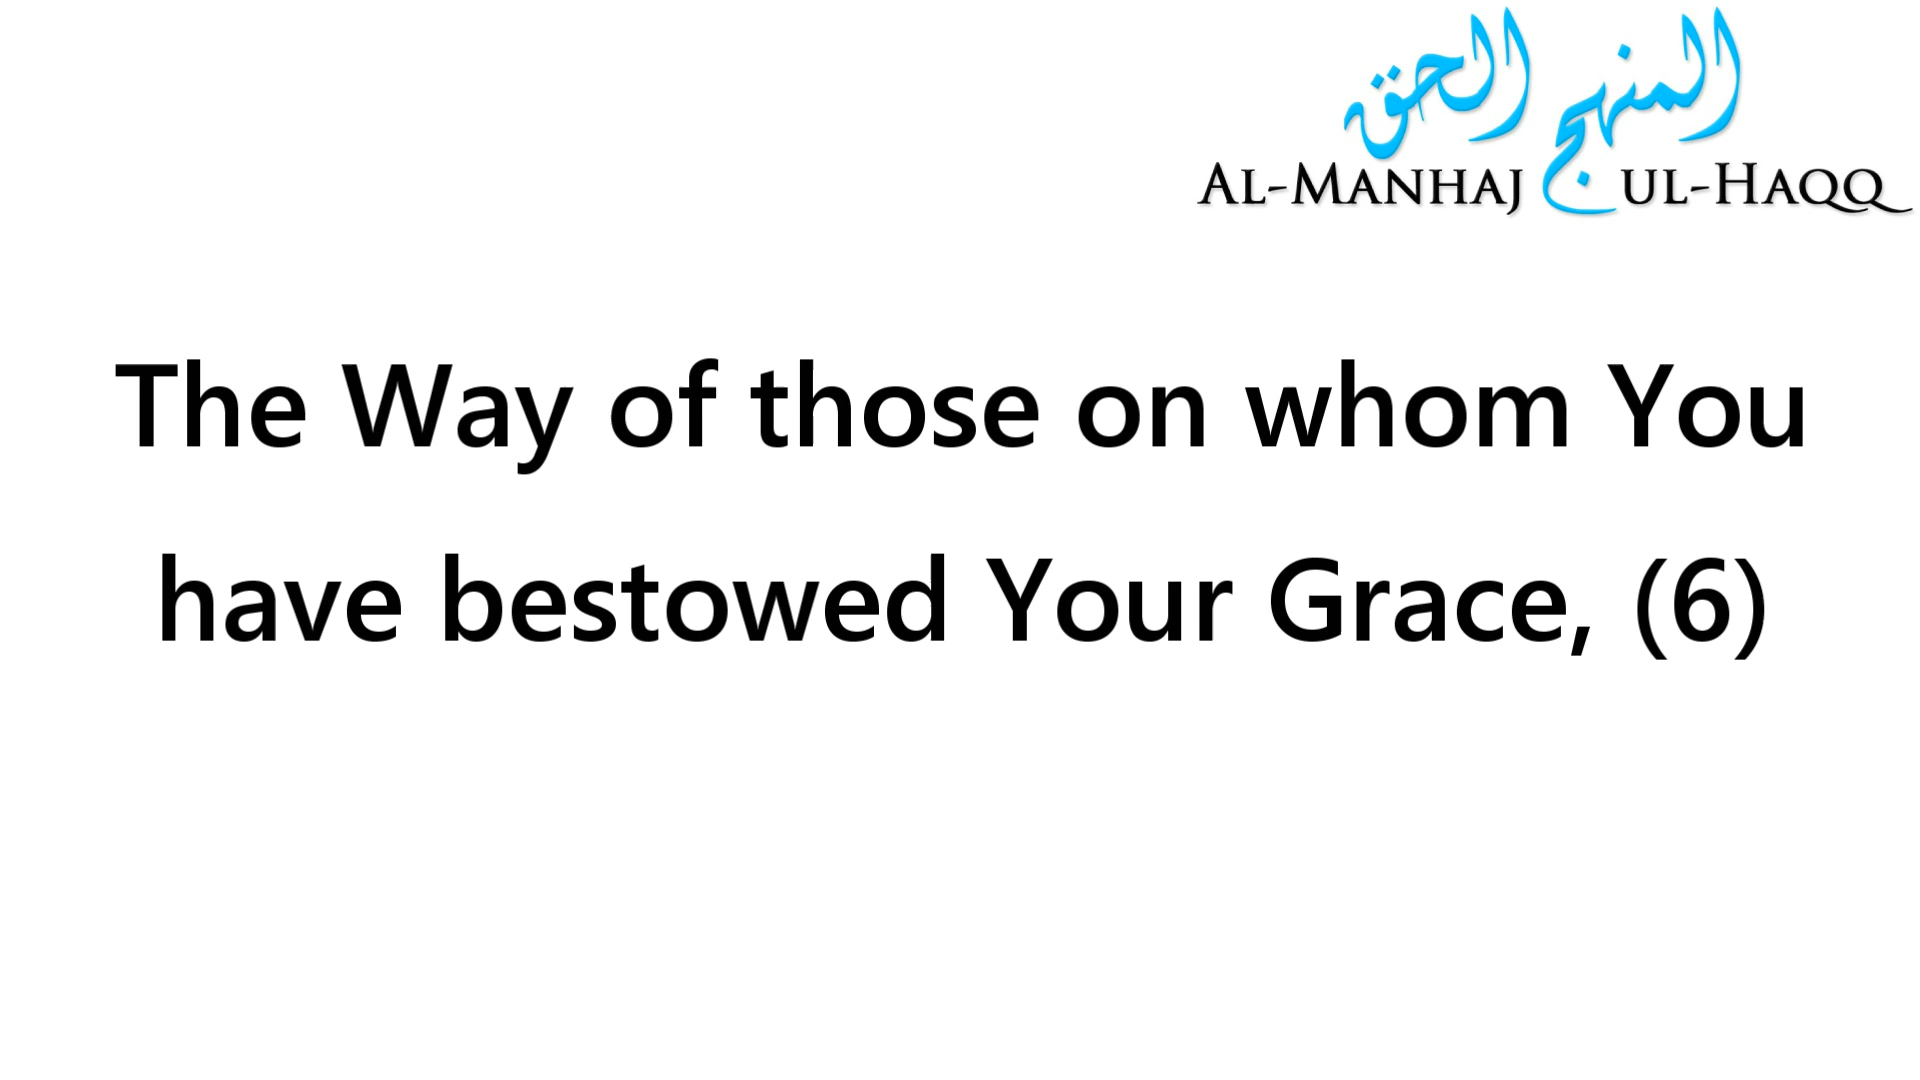 المنهج الحق
AL-MANHAJ UL-HAQQ
The Way of those on whom You
have bestowed Your Grace, (6)